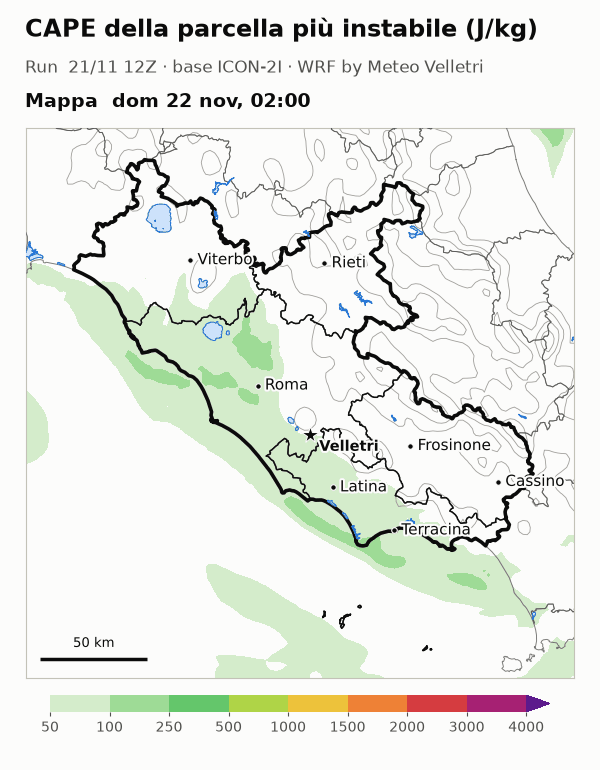 CAPE della parcella più instabile (J/kg)
Run  21/11 12Z · base ICON-2I · WRF by Meteo Velletri
Mappa  dom 22 nov, 02:00
Viterbo
Rieti
Roma
Velletri
Frosinone
Latina
Cassino
Terracina
50 km
50 100 250 500 1000 1500 2000 3000 4000